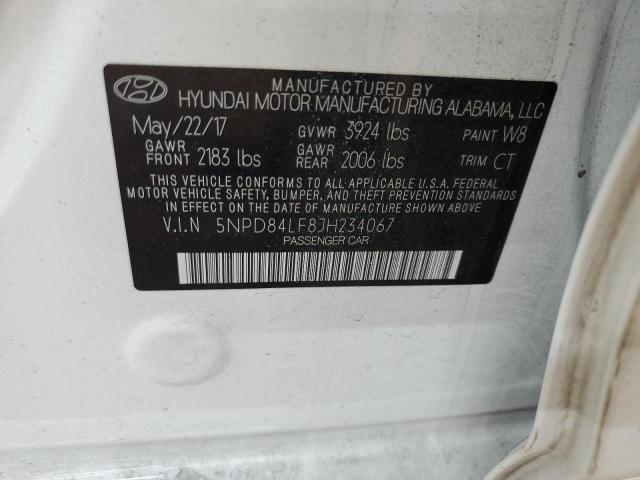 MANUFACTURED BY
HYUNDAI MOTOR MANUFACTURING ALABAMA, LLC
May/22/17 GVWR 3924 lbs PAINT W8
GAWR FRONT 2183 lbs GAWR REAR 2006 lbs TRIM CT
THIS VEHICLE CONFORMS TO ALL APPLICABLE U.S.A. FEDERAL
MOTOR VEHICLE SAFETY, BUMPER, AND THEFT PREVENTION STANDARDS
IN EFFECT ON THE DATE OF MANUFACTURE SHOWN ABOVE.
V.I.N 5NPD84LF8JH234067
PASSENGER CAR